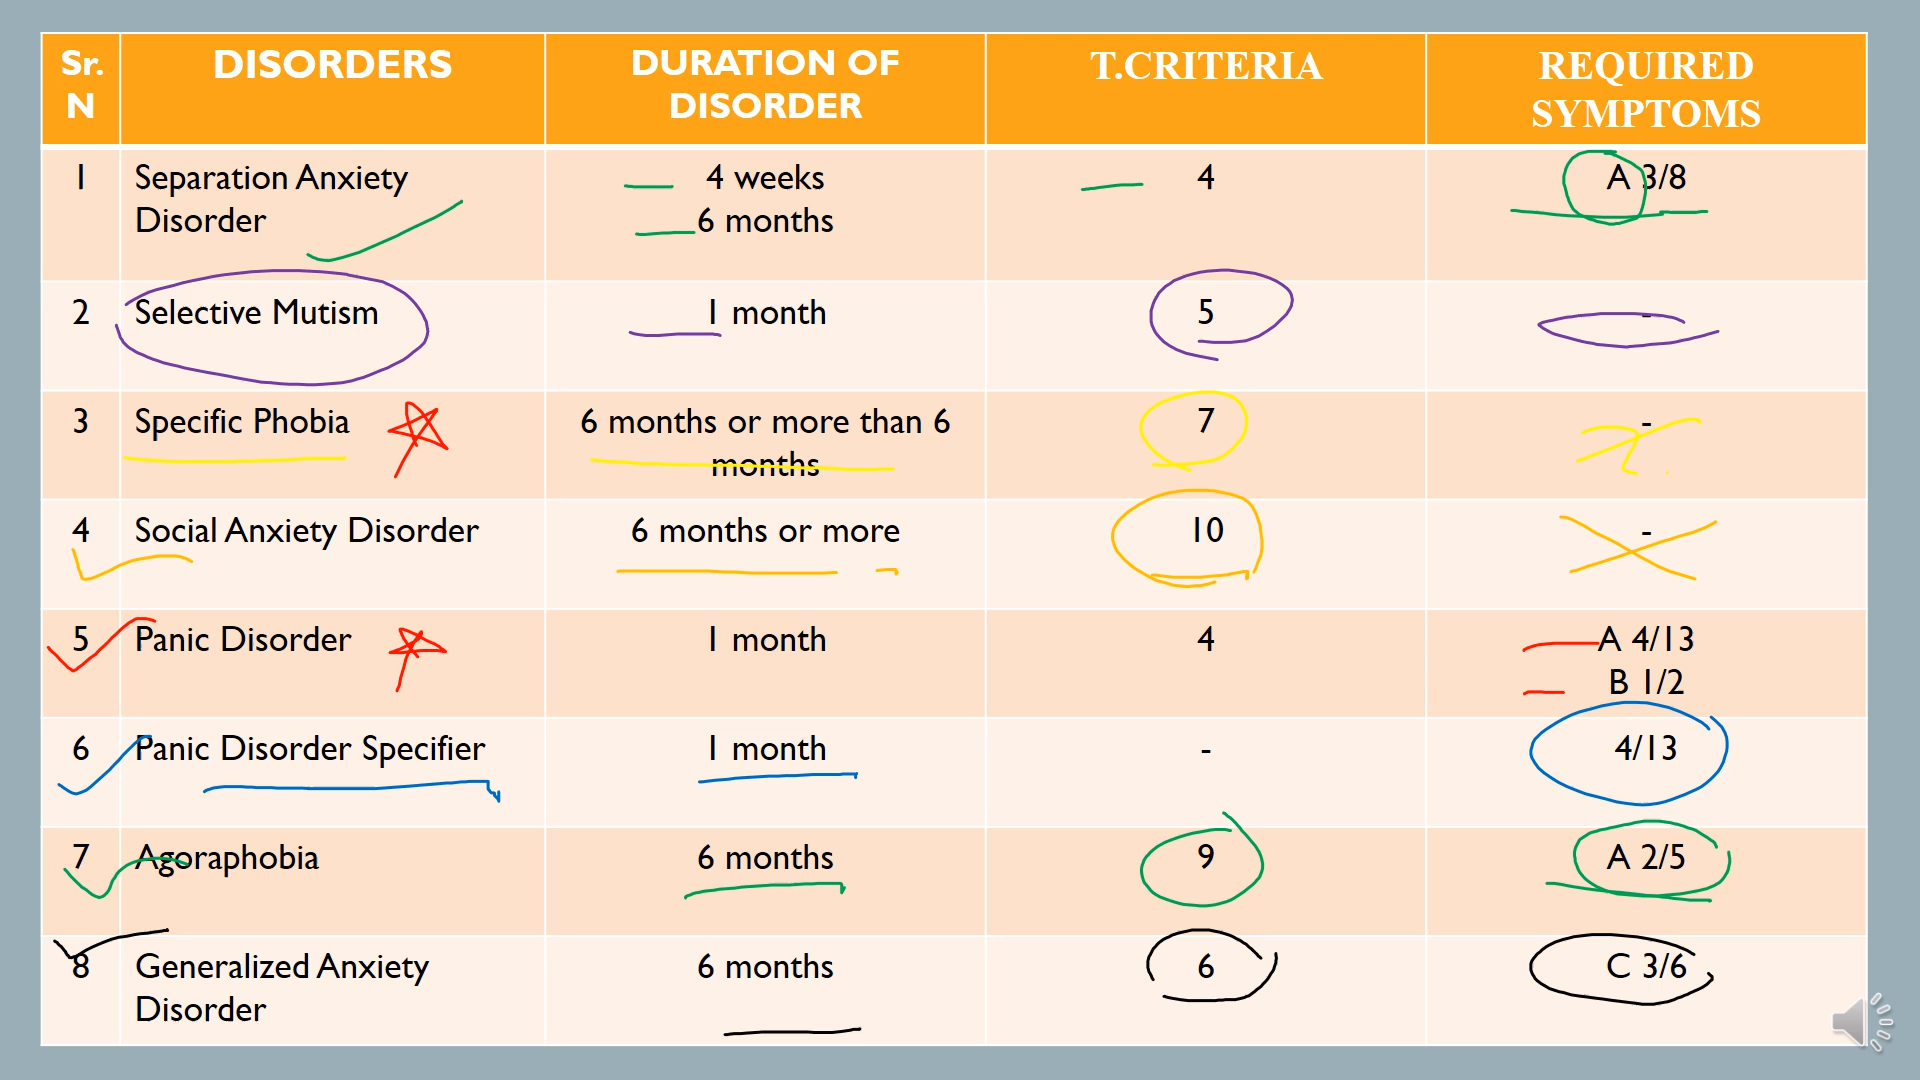 Sr. N
DISORDERS
DURATION OF
DISORDER
T.CRITERIA
REQUIRED
SYMPTOMS
1
Separation Anxiety
Disorder
4 weeks
6 months
4
A 3/8
2
Selective Mutism
1 month
5
-
3
Specific Phobia
6 months or more than 6
months
7
-
4
Social Anxiety Disorder
6 months or more
10
-
5
Panic Disorder
1 month
4
A 4/13
B 1/2
6
Panic Disorder Specifier
1 month
-
4/13
7
Agoraphobia
6 months
9
A 2/5
8
Generalized Anxiety
Disorder
6 months
6
C 3/6